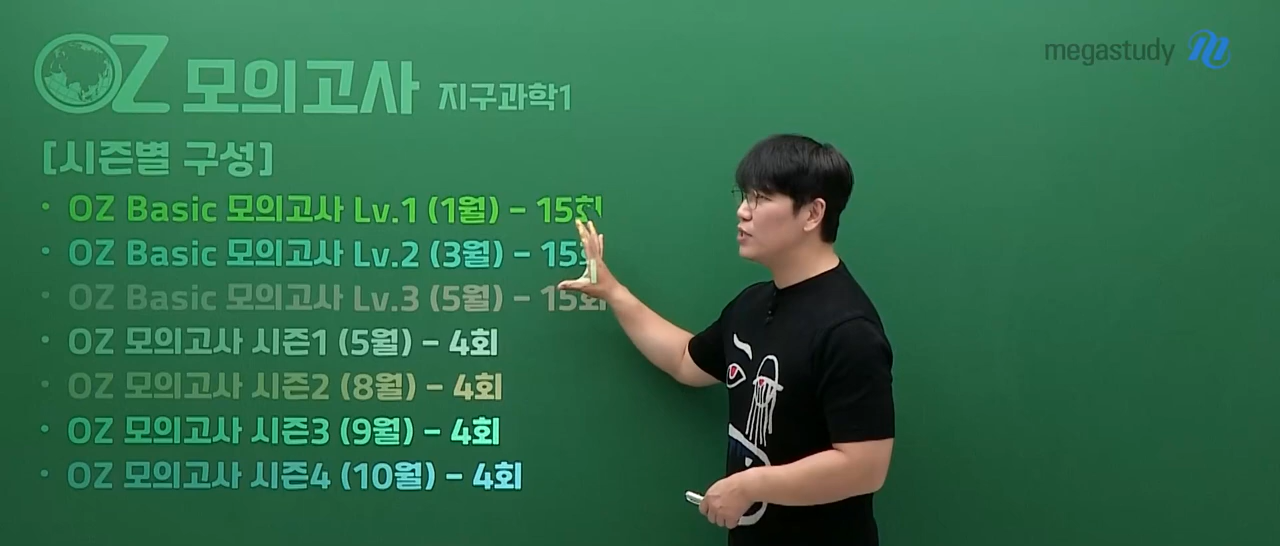 OZ 모의고사 지구과학1
megastudy
[시즌별 구성]
• OZ Basic 모의고사 Lv.1 (1월) - 15회
• OZ Basic 모의고사 Lv.2 (3월) - 15회
• OZ Basic 모의고사 Lv.3 (5월) - 15회
• OZ 모의고사 시즌1 (5월) - 4회
• OZ 모의고사 시즌2 (8월) - 4회
• OZ 모의고사 시즌3 (9월) - 4회
• OZ 모의고사 시즌4 (10월) - 4회